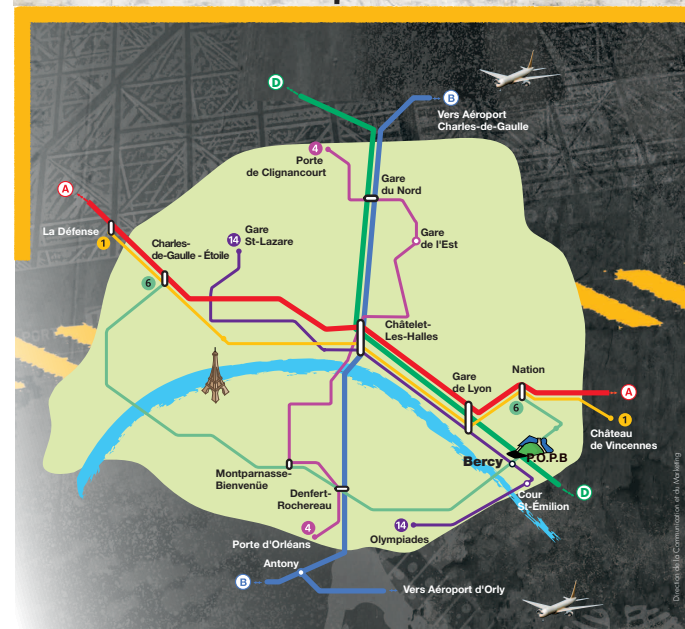 D
B
Vers Aéroport
Charles-de-Gaulle
4
Porte
de Clignancourt
Gare
du Nord
A
La Défense
1
14
Gare
St-Lazare
Gare
de l'Est
Charles-
de-Gaulle - Étoile
6
Châtelet-
Les-Halles
Gare
de Lyon
Nation
A
6
1
Château
de Vincennes
P.O.P.B
Bercy
Montparnasse-
Bienvenüe
Denfert-
Rochereau
D
Cour
St-Émilion
4
Porte d'Orléans
14
Olympiades
Antony
B
Vers Aéroport d'Orly
Direction de la Communication et du Marketing